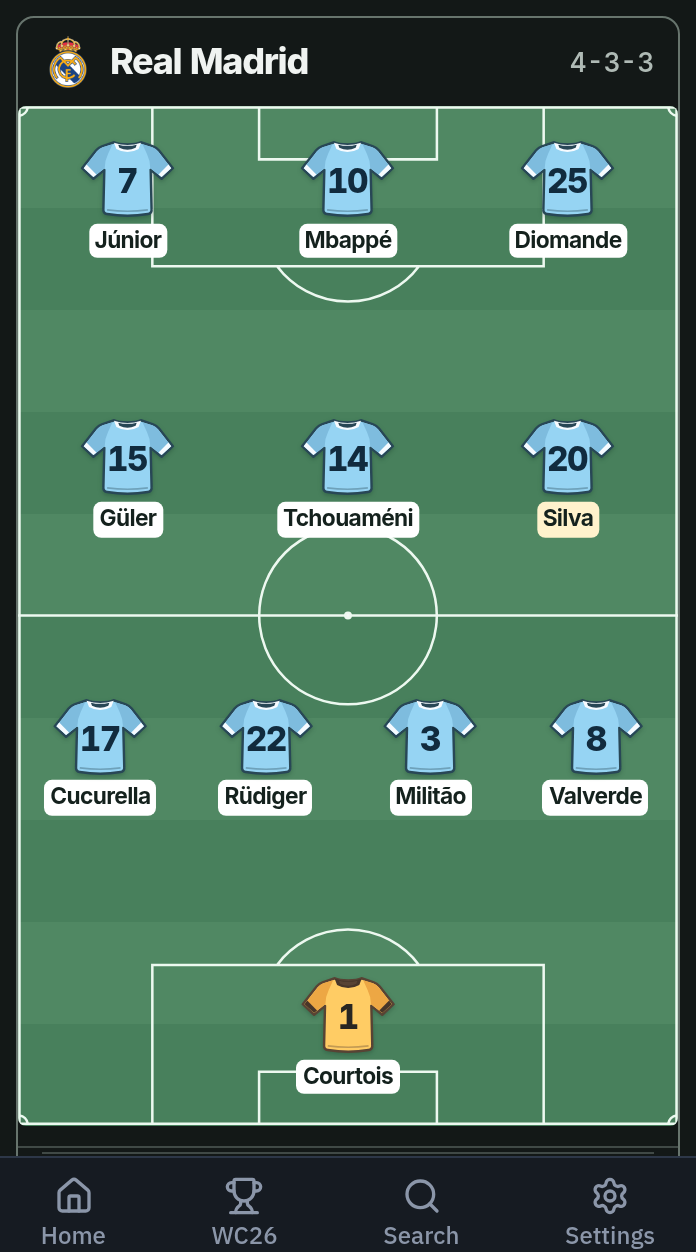 Real Madrid 4-3-3
7 10 25
Júnior Mbappé Diomande
15 14 20
Güler Tchouaméni Silva
17 22 3 8
Cucurella Rüdiger Militão Valverde
1
Courtois
Home WC26 Search Settings